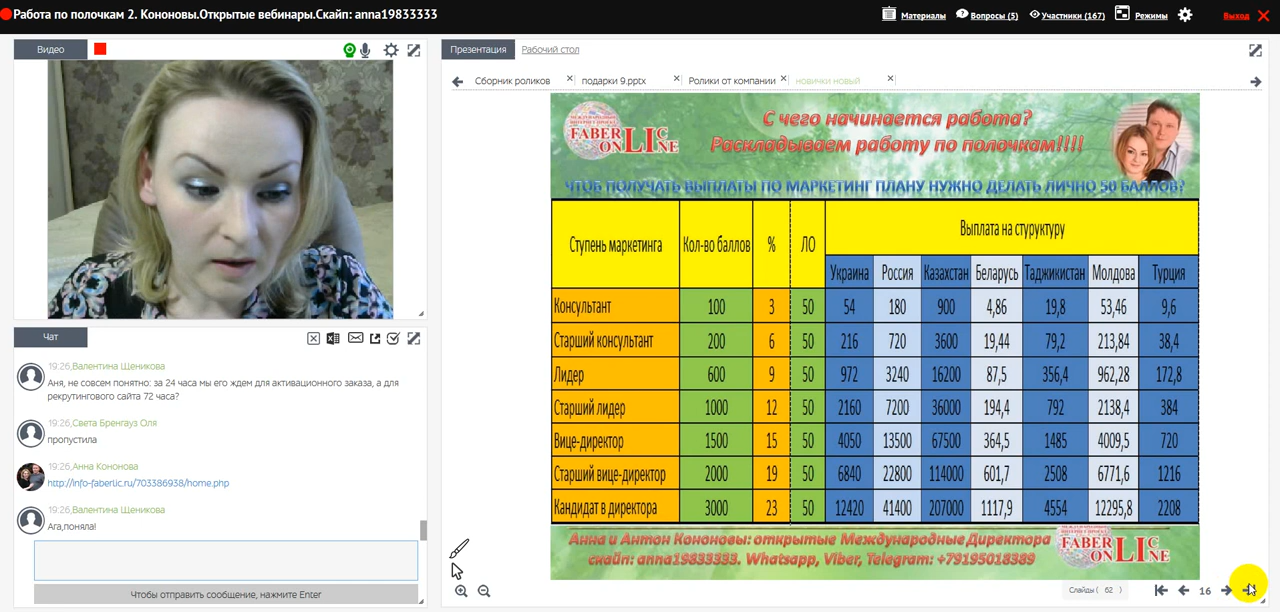 Работа по полочкам 2. Кононовы.Открытые вебинары.Скайп: anna19833333
Материалы
Вопросы (5)
Участники (167)
Режимы
Выход
Видео
Презентация
Рабочий стол
Сборник роликов
подарки 9.pptx
Ролики от компании
новички новый
МЕЖДУНАРОДНЫЙ
ИНТЕРНЕТ-ПРОЕКТ
FABERLIC
ONLINE
С чего начинается работа?
Раскладываем работу по полочкам!!!!
ЧТОБ ПОЛУЧАТЬ ВЫПЛАТЫ ПО МАРКЕТИНГ ПЛАНУ НУЖНО ДЕЛАТЬ ЛИЧНО 50 БАЛЛОВ?
Ступень маркетинга Кол-во баллов % ЛО Выплата на стуруктуру
Украина Россия Казахстан Беларусь Таджикистан Молдова Турция
Консультант 100 3 50 54 180 900 4,86 19,8 53,46 9,6
Старший консультант 200 6 50 216 720 3600 19,44 79,2 213,84 38,4
Лидер 600 9 50 972 3240 16200 87,5 356,4 962,28 172,8
Старший лидер 1000 12 50 2160 7200 36000 194,4 792 2138,4 384
Вице-директор 1500 15 50 4050 13500 67500 364,5 1485 4009,5 720
Старший вице-директор 2000 19 50 6840 22800 114000 601,7 2508 6771,6 1216
Кандидат в директора 3000 23 50 12420 41400 207000 1117,9 4554 12295,8 2208
Анна и Антон Кононовы: открытые Международные Директора
скайп: anna19833333. Whatsapp, Viber, Telegram: +79195018389
FABERLIC
ONLINE
Слайды ( 62 )
16
Чат
19:26,Валентина Щеникова
Аня, не совсем понятно: за 24 часа мы его ждем для активационного заказа, а для
рекрутингового сайта 72 часа?
19:26,Света Бренгауз Оля
пропустила
19:26,Анна Кононова
http://info-faberlic.ru/703386938/home.php
19:26,Валентина Щеникова
Ага,поняла!
Чтобы отправить сообщение, нажмите Enter